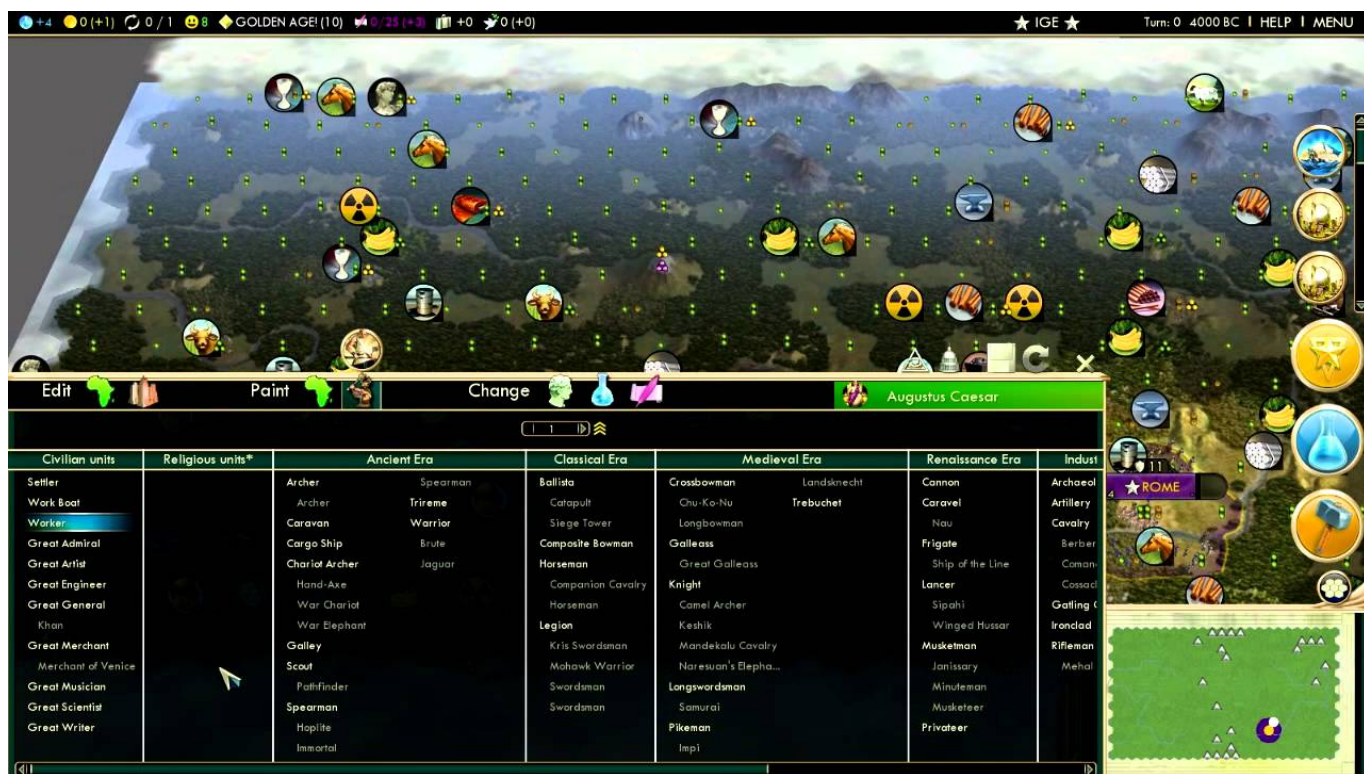 +4 0 (+1) 0 / 1 8 GOLDEN AGE! (10) 0/25 (+3) +0 0 (+0) IGE Turn: 0 4000 BC HELP MENU
Edit Paint Change Augustus Caesar
1
11
4 ROME
Civilian units Religious units* Ancient Era Classical Era Medieval Era Renaissance Era Indust
Settler Archer Spearman Ballista Crossbowman Landsknecht Cannon Archaeol
Work Boat Archer Trireme Catapult Chu-Ko-Nu Trebuchet Caravel Artillery
Worker Caravan Warrior Siege Tower Longbowman Nau Cavalry
Great Admiral Cargo Ship Brute Composite Bowman Galleass Frigate Berber
Great Artist Chariot Archer Jaguar Horseman Great Galleass Ship of the Line Coman
Great Engineer Hand-Axe Companion Cavalry Knight Lancer Cossac
Great General War Chariot Horseman Camel Archer Sipahi Gatling
Khan War Elephant Legion Keshik Winged Hussar Ironclad
Great Merchant Galley Kris Swordsman Mandekalu Cavalry Musketman Rifleman
Merchant of Venice Scout Mohawk Warrior Naresuan's Elepha... Janissary Mehal
Great Musician Pathfinder Swordsman Longswordsman Minuteman
Great Scientist Spearman Swordsman Samurai Musketeer
Great Writer Hoplite Pikeman Privateer
Immortal Impi